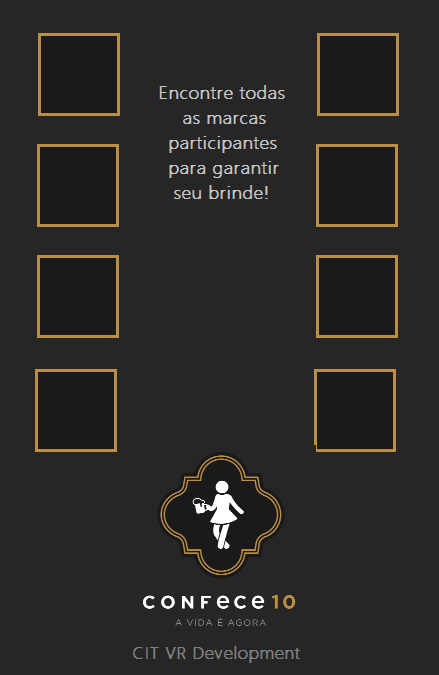 Encontre todas
as marcas
participantes
para garantir
seu brinde!
CONFeCe10
A VIDA É AGORA
CIT VR Development